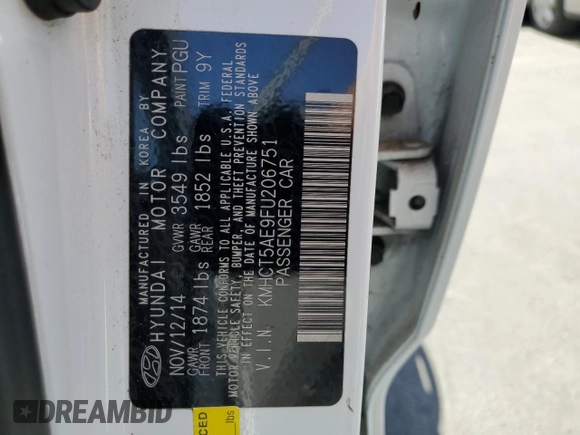 MANUFACTURED IN KOREA BY
HYUNDAI MOTOR COMPANY
NOV/12/14 GVWR 3549 lbs PAINT PGU
GAWR FRONT 1874 lbs GAWR REAR 1852 lbs TRIM 9Y
THIS VEHICLE CONFORMS TO ALL APPLICABLE U.S.A. FEDERAL
MOTOR VEHICLE SAFETY, BUMPER, AND THEFT PREVENTION STANDARDS
IN EFFECT ON THE DATE OF MANUFACTURE SHOWN ABOVE
V.I.N. KMHCT5AE9FU206751
PASSENGER CAR
CED
lbs
DREAMBID